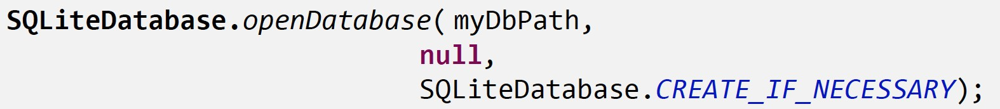 SQLiteDatabase.openDatabase( myDbPath,
null,
SQLiteDatabase.CREATE_IF_NECESSARY);